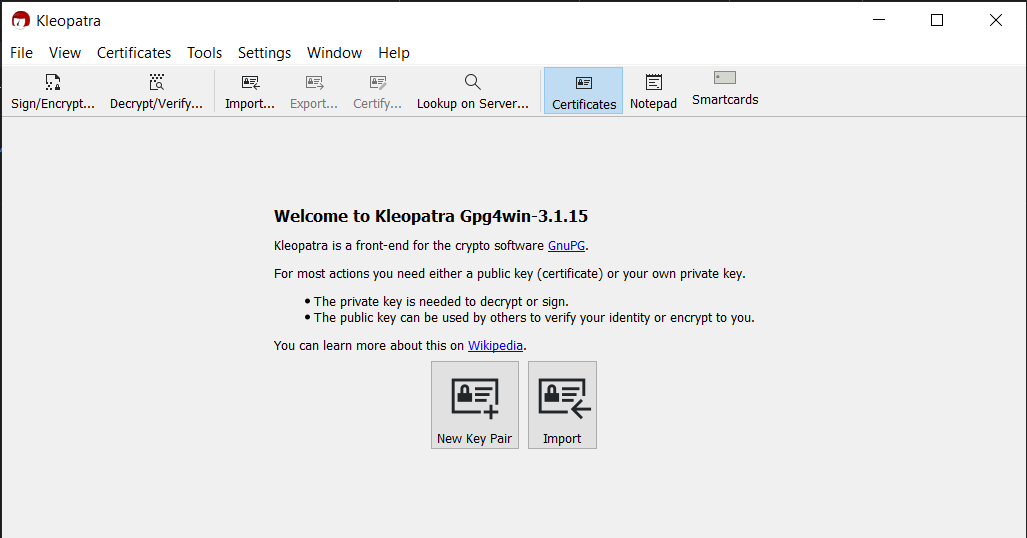 Kleopatra
File View Certificates Tools Settings Window Help
Sign/Encrypt... Decrypt/Verify... Import... Export... Certify... Lookup on Server... Certificates Notepad Smartcards
Welcome to Kleopatra Gpg4win-3.1.15
Kleopatra is a front-end for the crypto software GnuPG.
For most actions you need either a public key (certificate) or your own private key.
• The private key is needed to decrypt or sign.
• The public key can be used by others to verify your identity or encrypt to you.
You can learn more about this on Wikipedia.
New Key Pair Import